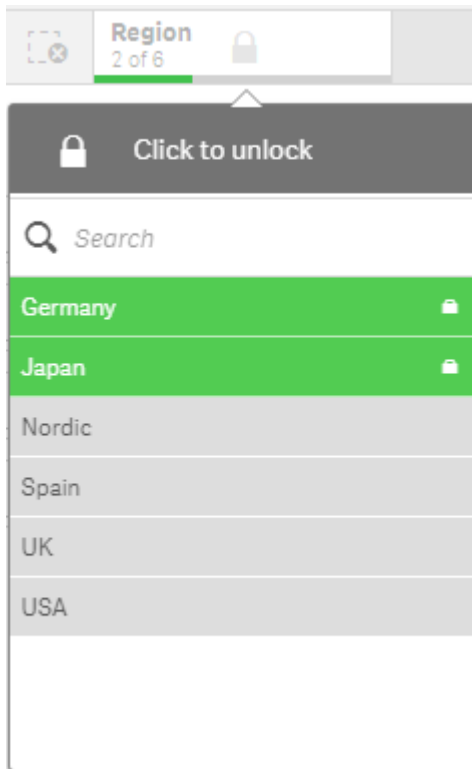 Region
2 of 6
Click to unlock
Search
Germany
Japan
Nordic
Spain
UK
USA